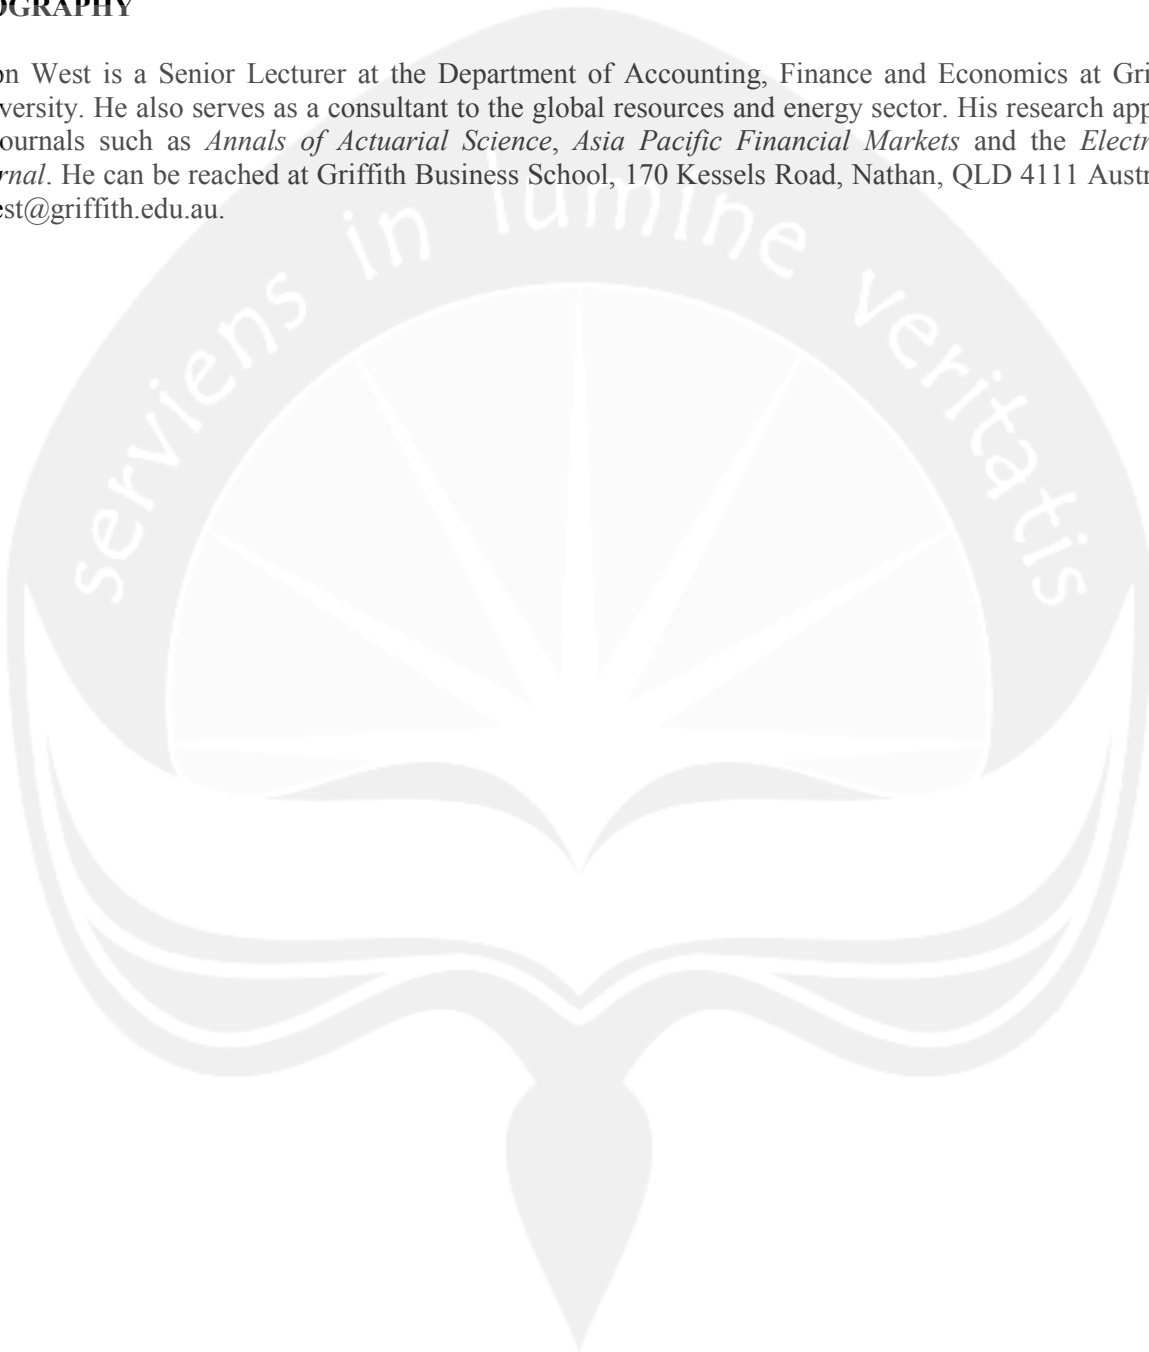 OGRAPHY
on West is a Senior Lecturer at the Department of Accounting, Finance and Economics at Gri
versity. He also serves as a consultant to the global resources and energy sector. His research app
ournals such as Annals of Actuarial Science, Asia Pacific Financial Markets and the Electr
rnal. He can be reached at Griffith Business School, 170 Kessels Road, Nathan, QLD 4111 Austr
est@griffith.edu.au.
serviens in lumine veritatis